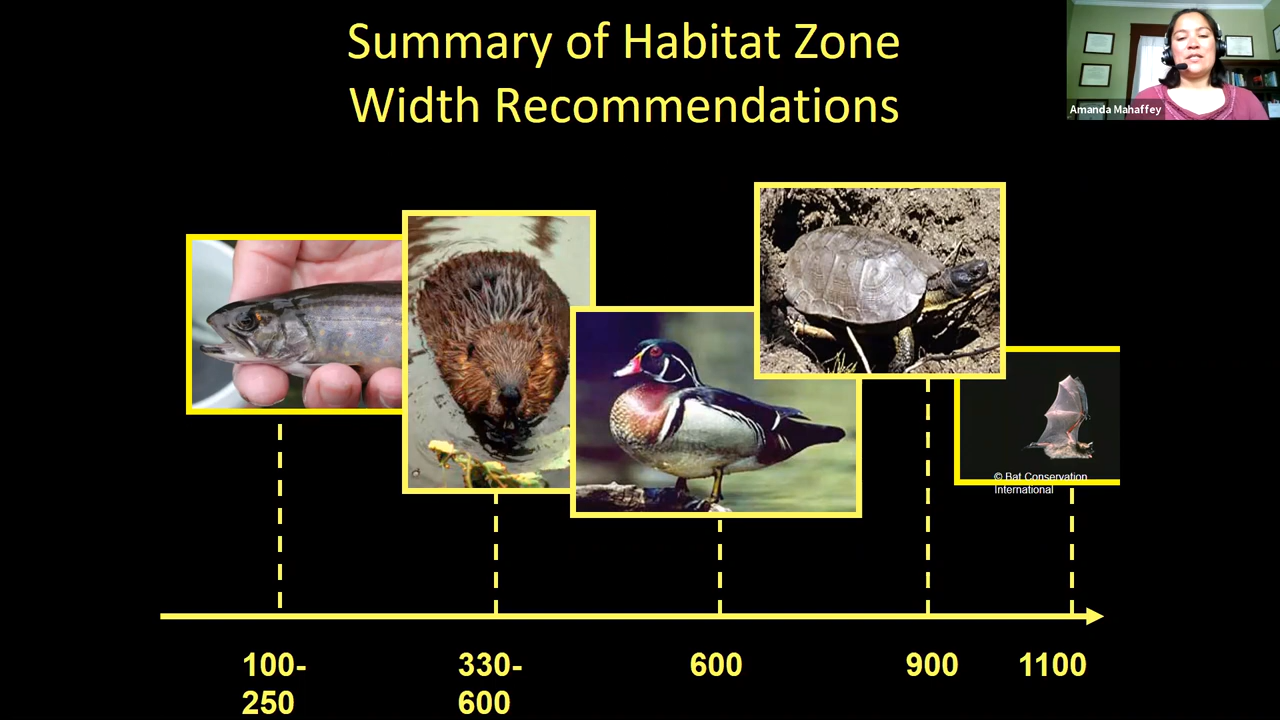 Summary of Habitat Zone
Width Recommendations
Amanda Mahaffey
© Bat Conservation
International
100-
250
330-
600
600
900
1100